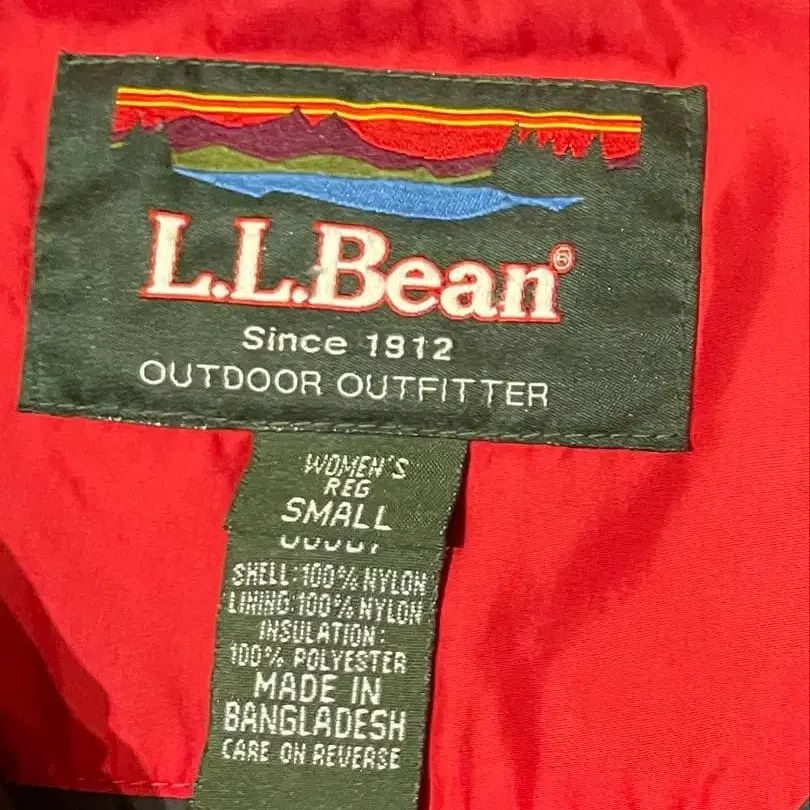 L.L.Bean®
Since 1912
OUTDOOR OUTFITTER
WOMEN'S
REG
SMALL
SHELL:100% NYLON
LINING:100% NYLON
INSULATION:
100% POLYESTER
MADE IN
BANGLADESH
CARE ON REVERSE